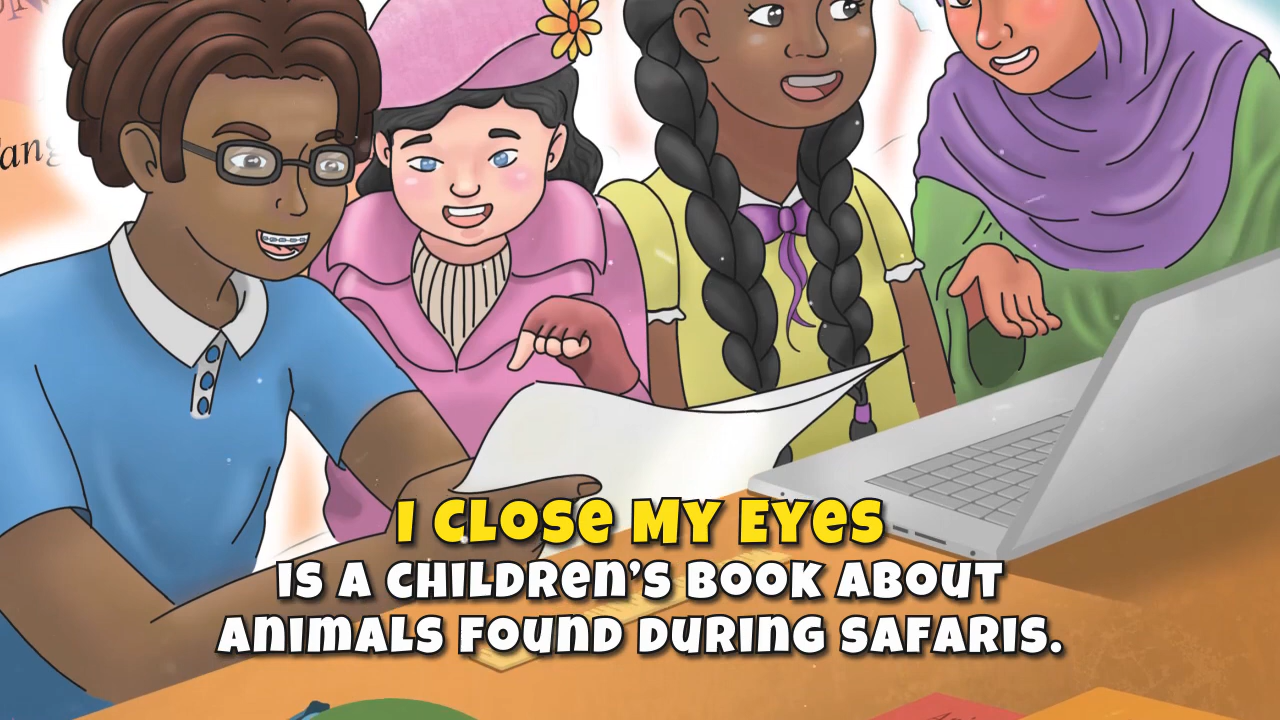 I CLOSE MY EYES
IS A CHILDREN'S BOOK ABOUT
ANIMALS FOUND DURING SAFARIS.